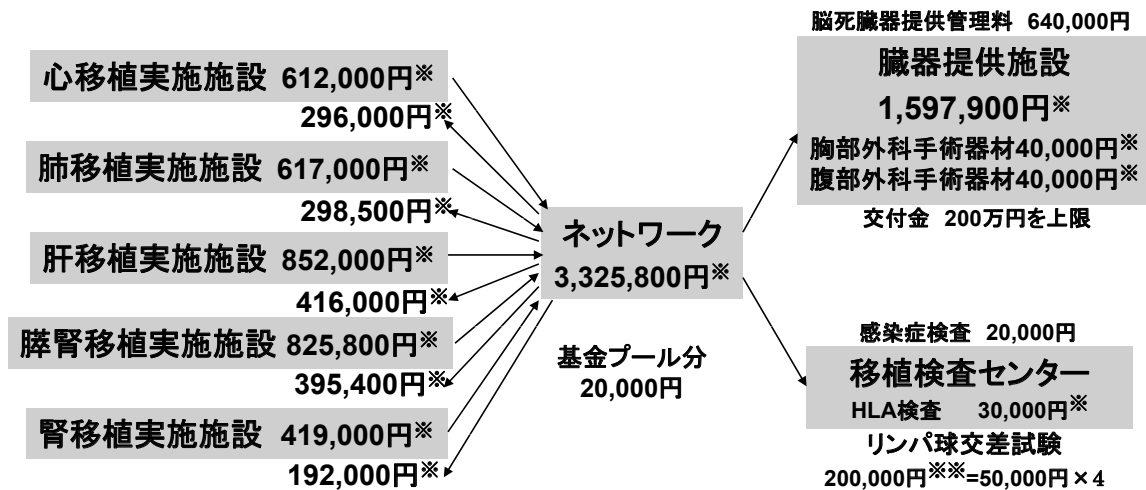 心移植実施施設 612,000円※
296,000円※
肺移植実施施設 617,000円※
298,500円※
肝移植実施施設 852,000円※
416,000円※
膵腎移植実施施設 825,800円※
395,400円※
腎移植実施施設 419,000円※
192,000円※
ネットワーク
3,325,800円※
基金プール分
20,000円
脳死臓器提供管理料 640,000円
臓器提供施設
1,597,900円※
胸部外科手術器材40,000円※
腹部外科手術器材40,000円※
交付金 200万円を上限
感染症検査 20,000円
移植検査センター
HLA検査 30,000円※
リンパ球交差試験
200,000円※※=50,000円×4